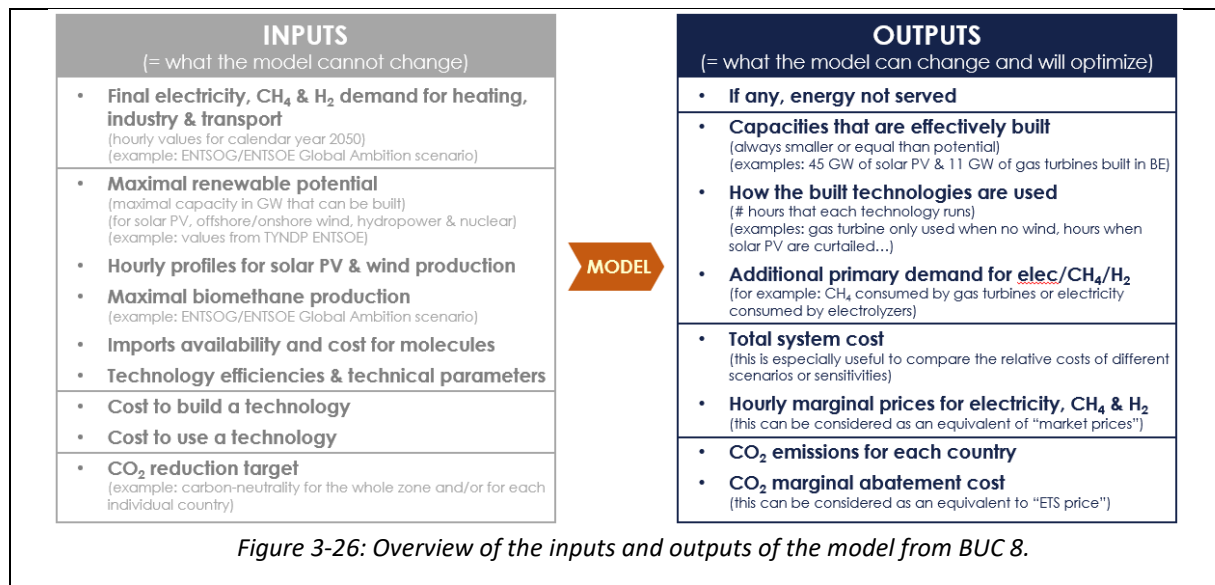 INPUTS
(= what the model cannot change)
• Final electricity, CH₄ & H₂ demand for heating,
industry & transport
(hourly values for calendar year 2050)
(example: ENTSOG/ENTSOE Global Ambition scenario)
• Maximal renewable potential
(maximal capacity in GW that can be built)
(for solar PV, offshore/onshore wind, hydropower & nuclear)
(example: values from TYNDP ENTSOE)
• Hourly profiles for solar PV & wind production
• Maximal biomethane production
(example: ENTSOG/ENTSOE Global Ambition scenario)
• Imports availability and cost for molecules
• Technology efficiencies & technical parameters
• Cost to build a technology
• Cost to use a technology
• CO₂ reduction target
(example: carbon-neutrality for the whole zone and/or for each
individual country)
MODEL
OUTPUTS
(= what the model can change and will optimize)
• If any, energy not served
• Capacities that are effectively built
(always smaller or equal than potential)
(examples: 45 GW of solar PV & 11 GW of gas turbines built in BE)
• How the built technologies are used
(# hours that each technology runs)
(examples: gas turbine only used when no wind, hours when
solar PV are curtailed…)
• Additional primary demand for elec/CH₄/H₂
(for example: CH₄ consumed by gas turbines or electricity
consumed by electrolyzers)
• Total system cost
(this is especially useful to compare the relative costs of different
scenarios or sensitivities)
• Hourly marginal prices for electricity, CH₄ & H₂
(this can be considered as an equivalent of “market prices”)
• CO₂ emissions for each country
• CO₂ marginal abatement cost
(this can be considered as an equivalent to “ETS price”)
Figure 3-26: Overview of the inputs and outputs of the model from BUC 8.